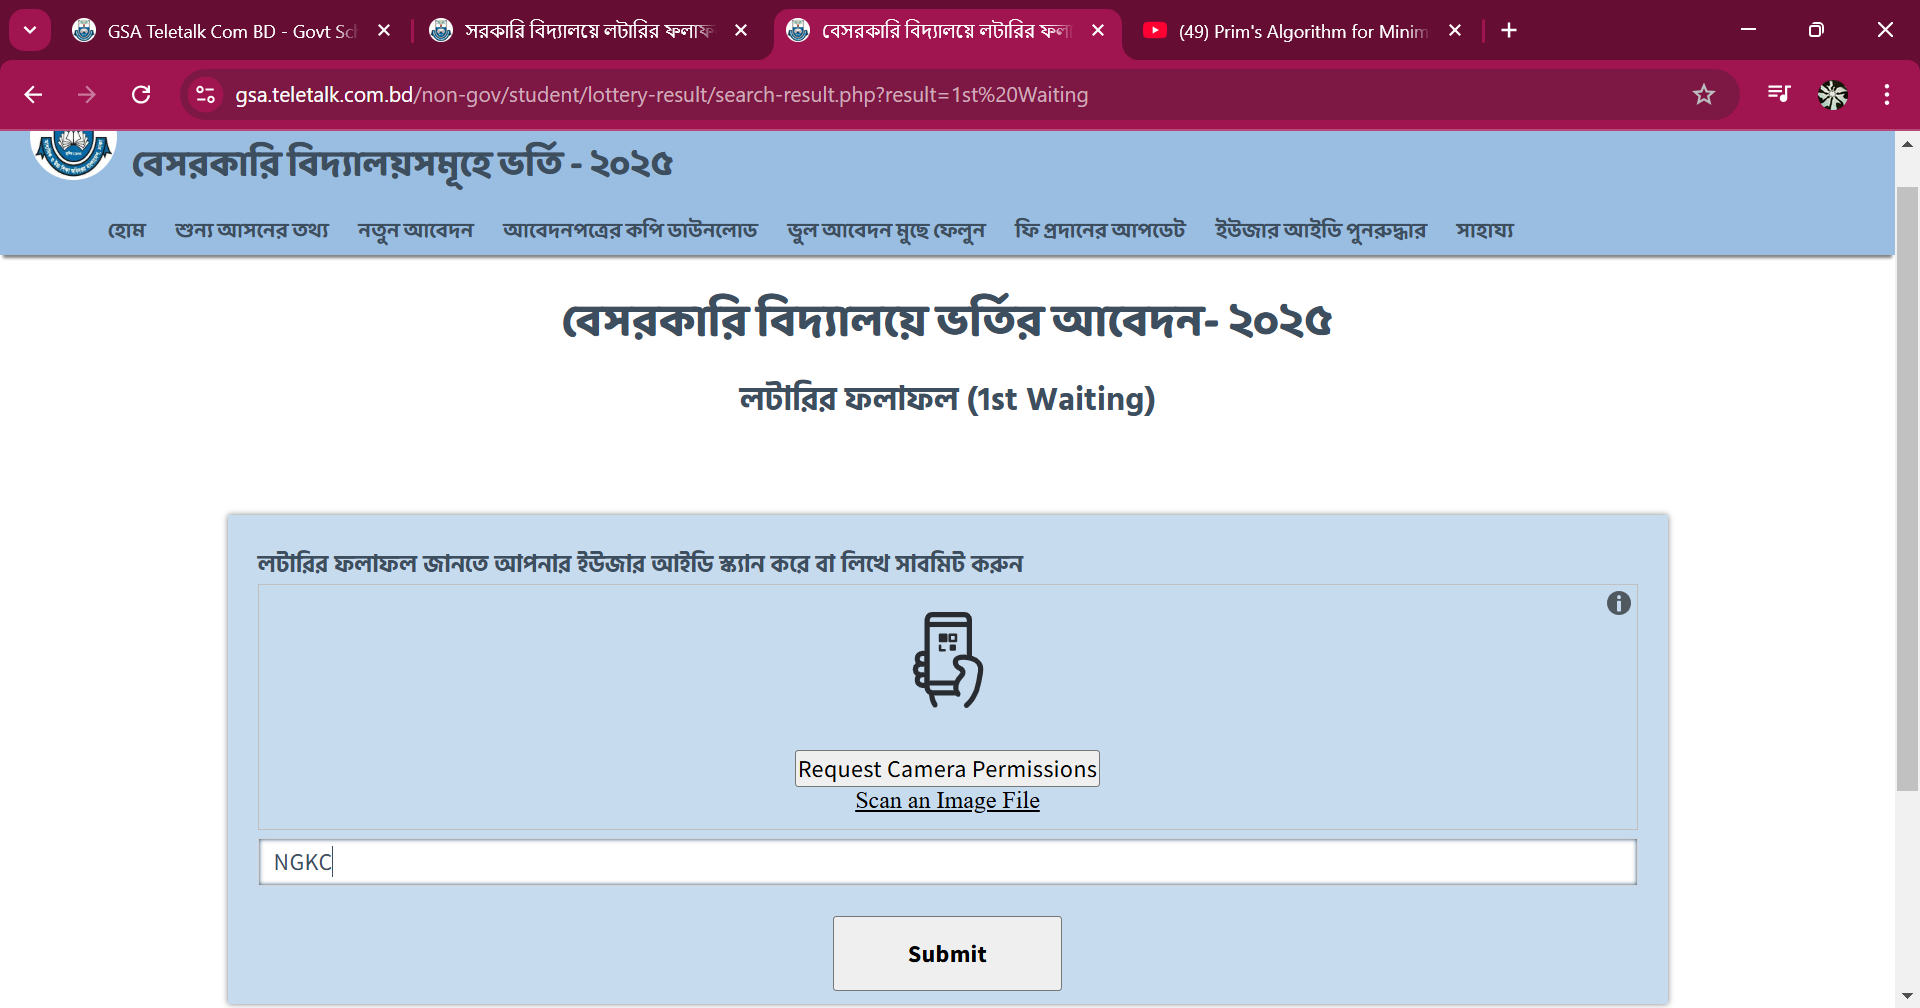 GSA Teletalk Com BD - Govt Sc
সরকারি বিদ্যালয়ে লটারির ফলাফ
বেসরকারি বিদ্যালয়ে লটারির ফলা
(49) Prim's Algorithm for Minim
gsa.teletalk.com.bd/non-gov/student/lottery-result/search-result.php?result=1st%20Waiting
বেসরকারি বিদ্যালয়সমূহে ভর্তি - ২০২৫
হোম শুন্য আসনের তথ্য নতুন আবেদন আবেদনপত্রের কপি ডাউনলোড ভুল আবেদন মুছে ফেলুন ফি প্রদানের আপডেট ইউজার আইডি পুনরুদ্ধার সাহায্য
বেসরকারি বিদ্যালয়ে ভর্তির আবেদন- ২০২৫
লটারির ফলাফল (1st Waiting)
লটারির ফলাফল জানতে আপনার ইউজার আইডি স্ক্যান করে বা লিখে সাবমিট করুন
Request Camera Permissions
Scan an Image File
NGKC
Submit